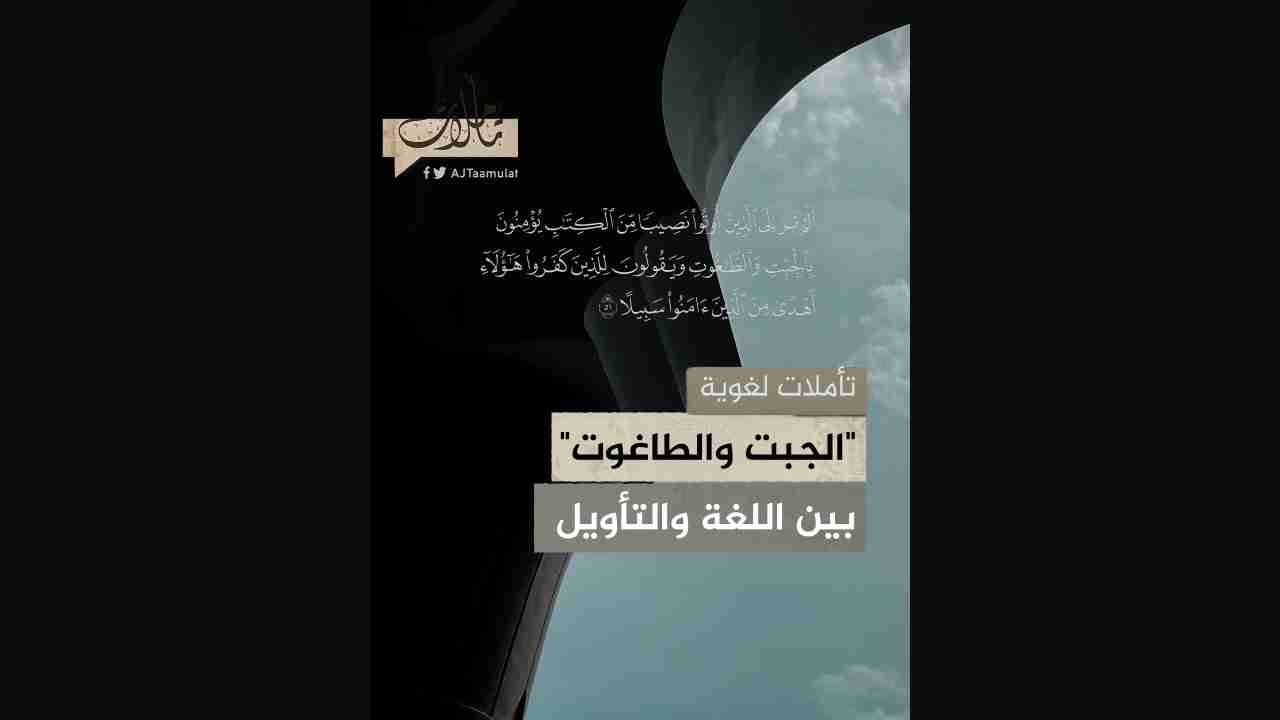 تأملات
AJTaamulat
أَلَمْ تَرَ إِلَى ٱلَّذِينَ أُوتُوا۟ نَصِيبًا مِّنَ ٱلْكِتَٰبِ يُؤْمِنُونَ
بِٱلْجِبْتِ وَٱلطَّٰغُوتِ وَيَقُولُونَ لِلَّذِينَ كَفَرُوا۟ هَٰٓؤُلَآءِ
أَهْدَىٰ مِنَ ٱلَّذِينَ ءَامَنُوا۟ سَبِيلًا ٥١
تأملات لغوية
"الجبت والطاغوت"
بين اللغة والتأويل